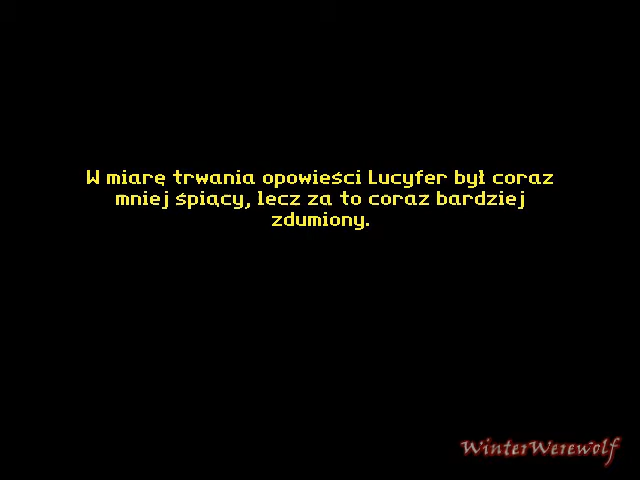 W miarę trwania opowieści Lucyfer był coraz
mniej śpiący, lecz za to coraz bardziej
zdumiony.
WinterWerewolf